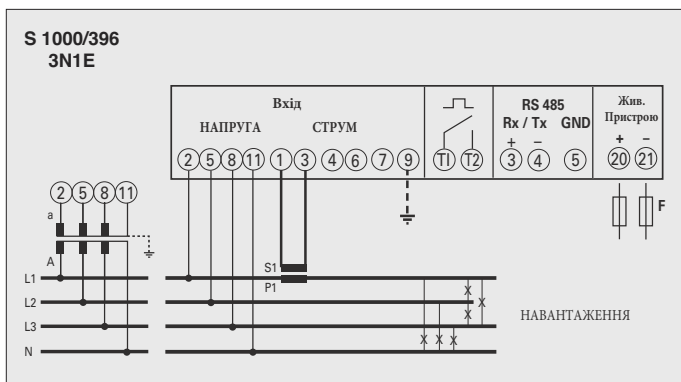 S 1000/396
3N1E
Вхід
НАПРУГА СТРУМ
2 5 8 11 1 3 4 6 7 9
T1 T2
RS 485
Rx / Tx GND
+ −
3 4 5
Жив.
Пристрою
+ −
20 21
F
2 5 8 11
a
A
S1
P1
L1
L2
L3
N
X X
X
X X X
НАВАНТАЖЕННЯ